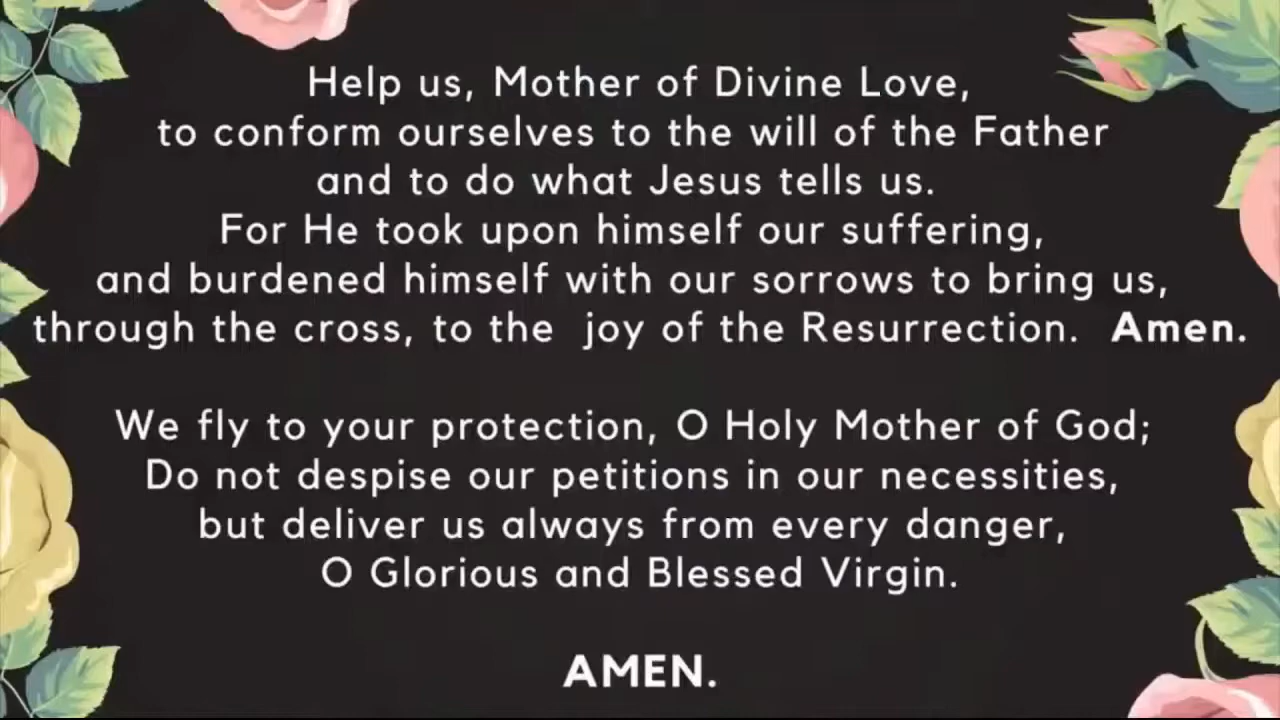 Help us, Mother of Divine Love,
to conform ourselves to the will of the Father
and to do what Jesus tells us.
For He took upon himself our suffering,
and burdened himself with our sorrows to bring us,
through the cross, to the  joy of the Resurrection.  Amen.
We fly to your protection, O Holy Mother of God;
Do not despise our petitions in our necessities,
but deliver us always from every danger,
O Glorious and Blessed Virgin.
AMEN.